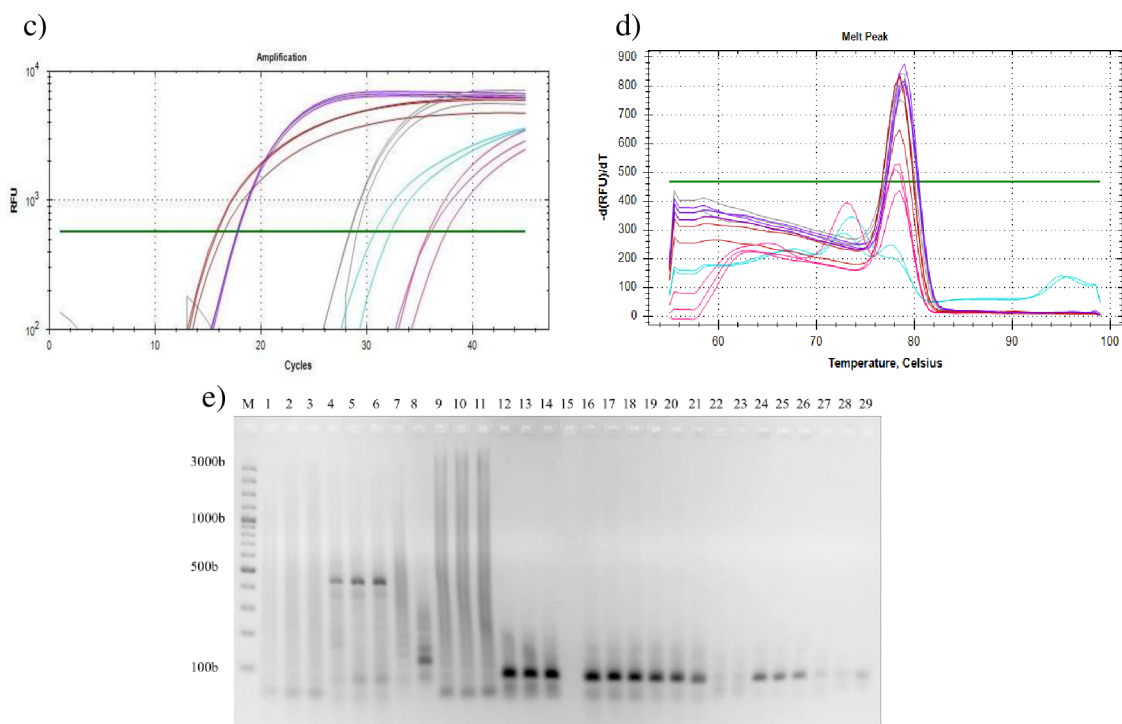 c)
Amplification
10^4
10^3
10^2
RFU
0
10
20
30
40
Cycles
d)
Melt Peak
900
800
700
600
500
400
300
200
100
0
-d(RFU)/dT
60
70
80
90
100
Temperature, Celsius
e)
M 1 2 3 4 5 6 7 8 9 10 11 12 13 14 15 16 17 18 19 20 21 22 23 24 25 26 27 28 29
3000b
1000b
500b
100b